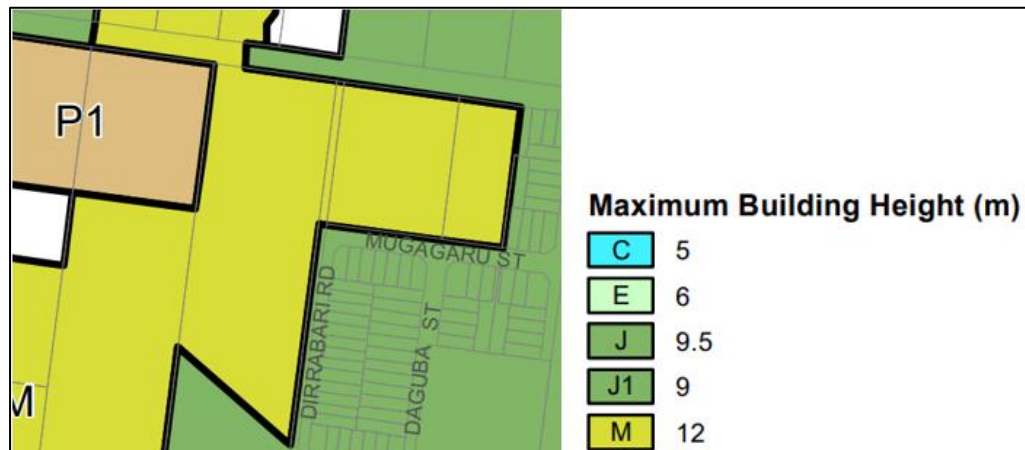 P1
MUGAGARU ST
DIRRABARI RD
DAGUBA ST
M
Maximum Building Height (m)
C 5
E 6
J 9.5
J1 9
M 12